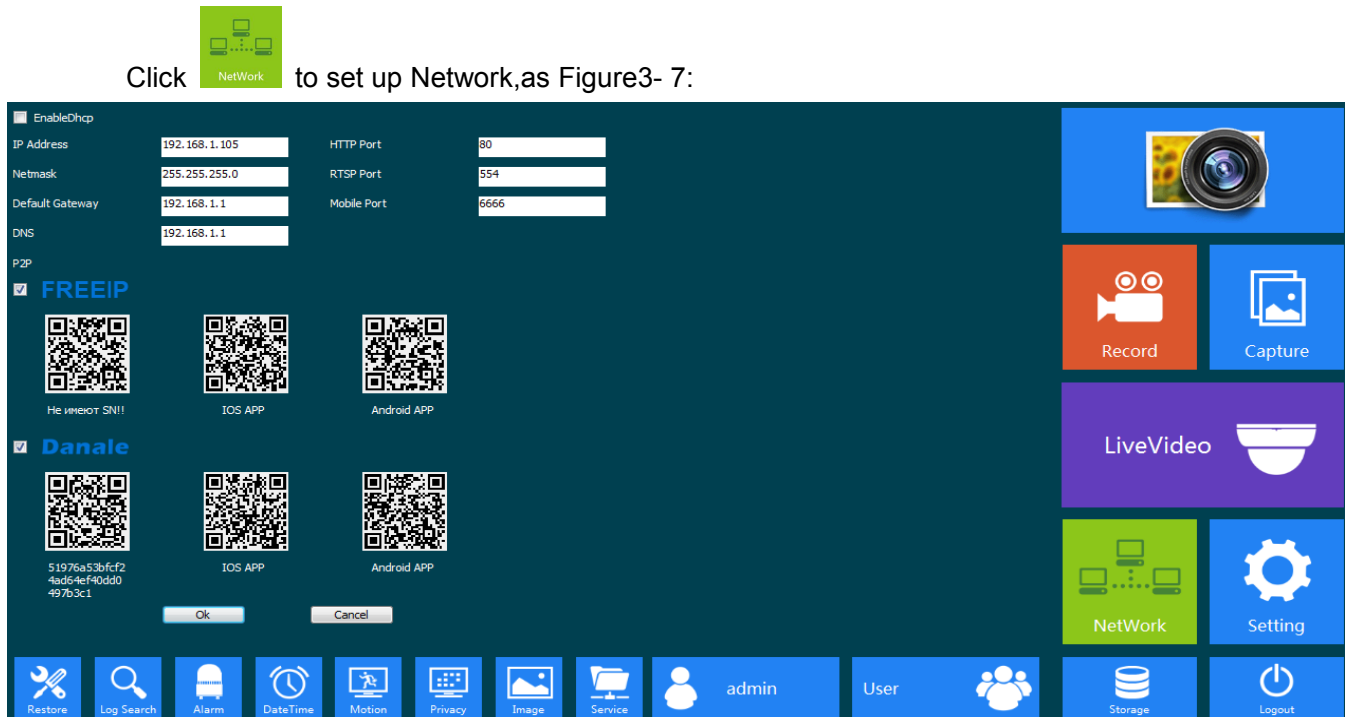 NetWork
Click to set up Network,as Figure3- 7:
EnableDhcp
IP Address 192.168.1.105 HTTP Port 80
Netmask 255.255.255.0 RTSP Port 554
Default Gateway 192.168.1.1 Mobile Port 6666
DNS 192.168.1.1
P2P
FREEIP
Не имеют SN!! IOS APP Android APP
Danale
51976a53bfcf2 IOS APP Android APP
4ad64ef40dd0
497b3c1
Ok Cancel
Record Capture
LiveVideo
NetWork Setting
Restore Log Search Alarm DateTime Motion Privacy Image Service admin User Storage Logout